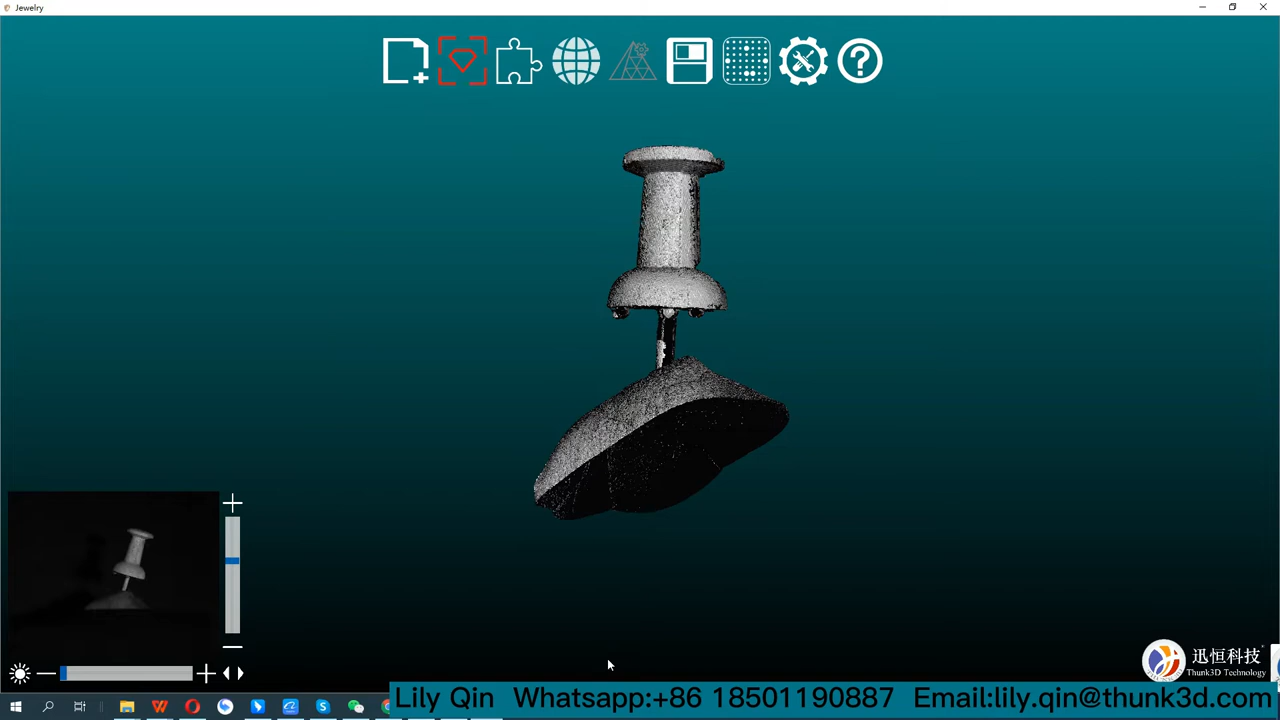 Jewelry
迅恒科技
Thunk3D Technology
Lily Qin Whatsapp:+86 18501190887 Email:lily.qin@thunk3d.com